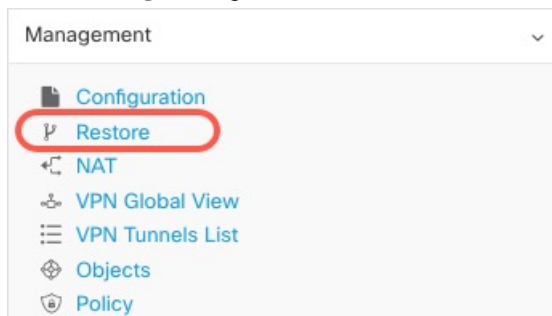 Management
Configuration
Restore
NAT
VPN Global View
VPN Tunnels List
Objects
Policy